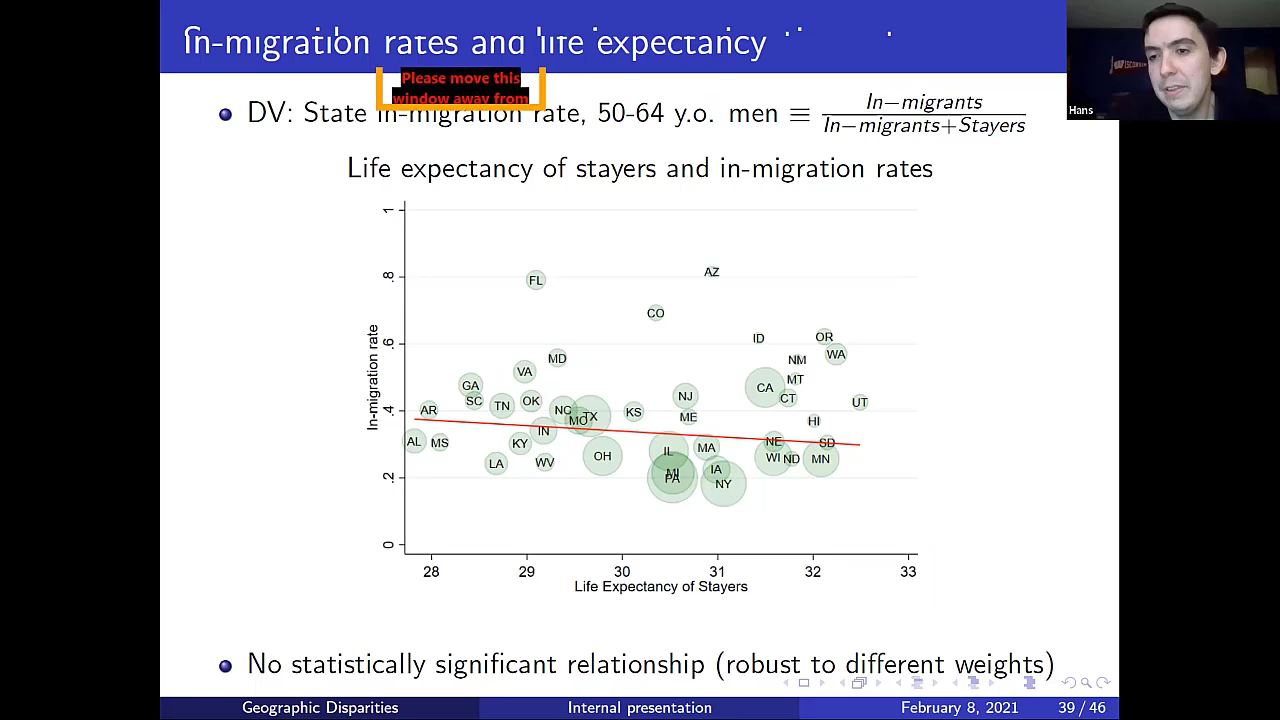 In-migration rates and life expectancy
Please move this
window away from
DV: State in-migration rate, 50-64 y.o. men ≡ In−migrants / In−migrants+Stayers
Hans
Life expectancy of stayers and in-migration rates
In-migration rate
1
.8
.6
.4
.2
0
FL
AZ
CO
ID
OR
WA
MD
NM
VA
MT
GA
CA
CT
SC
OK
NJ
UT
AR
TN
NC
TX
KS
ME
MO
HI
IN
AL
MS
KY
NE
SD
MA
IL
OH
WI
ND
MN
LA
WV
IA
MI
PA
NY
28 29 30 31 32 33
Life Expectancy of Stayers
No statistically significant relationship (robust to different weights)
Geographic Disparities Internal presentation February 8, 2021 39 / 46